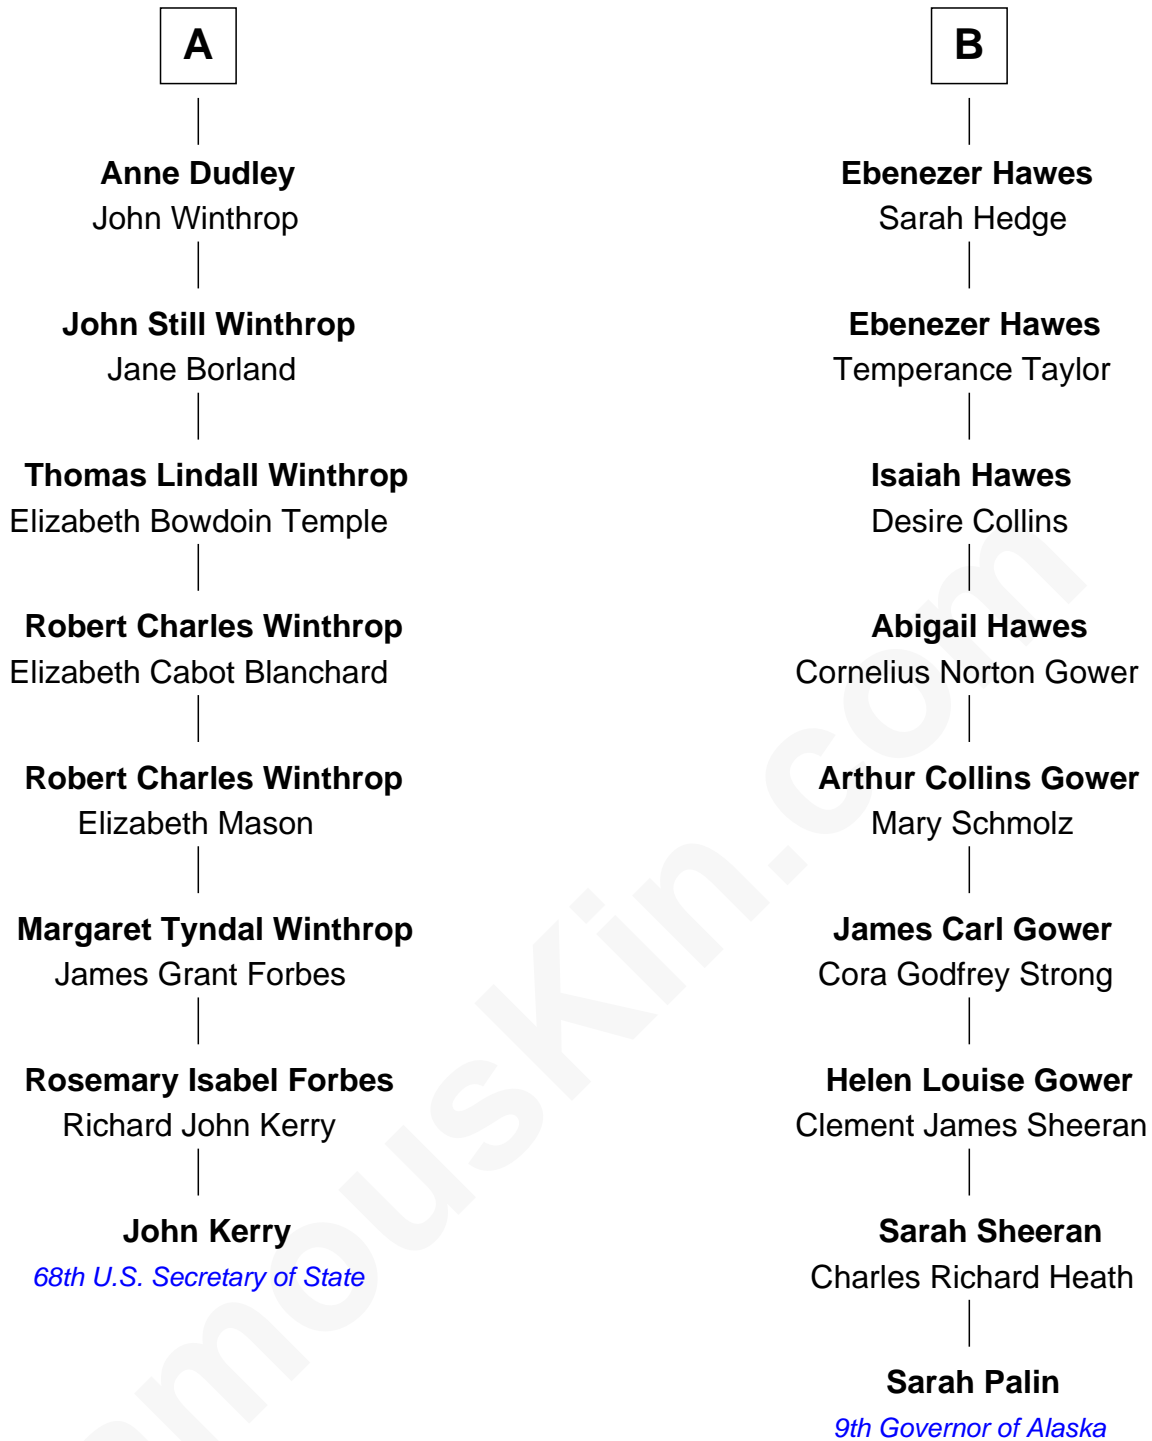 A
Anne Dudley
John Winthrop
John Still Winthrop
Jane Borland
Thomas Lindall Winthrop
Elizabeth Bowdoin Temple
Robert Charles Winthrop
Elizabeth Cabot Blanchard
Robert Charles Winthrop
Elizabeth Mason
Margaret Tyndal Winthrop
James Grant Forbes
Rosemary Isabel Forbes
Richard John Kerry
John Kerry
68th U.S. Secretary of State
B
Ebenezer Hawes
Sarah Hedge
Ebenezer Hawes
Temperance Taylor
Isaiah Hawes
Desire Collins
Abigail Hawes
Cornelius Norton Gower
Arthur Collins Gower
Mary Schmolz
James Carl Gower
Cora Godfrey Strong
Helen Louise Gower
Clement James Sheeran
Sarah Sheeran
Charles Richard Heath
Sarah Palin
9th Governor of Alaska
amousKin.com